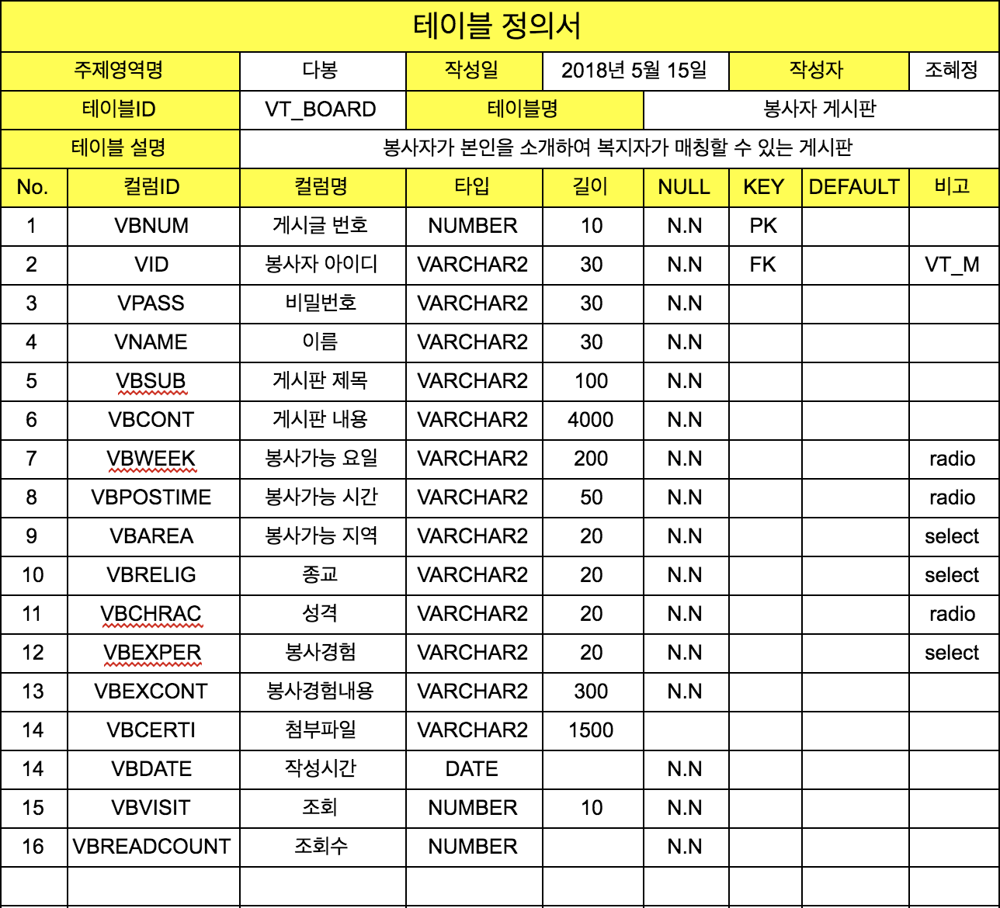 테이블 정의서
주제영역명 다봉 작성일 2018년 5월 15일 작성자 조혜정
테이블ID VT_BOARD 테이블명 봉사자 게시판
테이블 설명 봉사자가 본인을 소개하여 복지자가 매칭할 수 있는 게시판
No. 컬럼ID 컬럼명 타입 길이 NULL KEY DEFAULT 비고
1 VBNUM 게시글 번호 NUMBER 10 N.N PK
2 VID 봉사자 아이디 VARCHAR2 30 N.N FK VT_M
3 VPASS 비밀번호 VARCHAR2 30 N.N
4 VNAME 이름 VARCHAR2 30 N.N
5 VBSUB 게시판 제목 VARCHAR2 100 N.N
6 VBCONT 게시판 내용 VARCHAR2 4000 N.N
7 VBWEEK 봉사가능 요일 VARCHAR2 200 N.N radio
8 VBPOSTIME 봉사가능 시간 VARCHAR2 50 N.N radio
9 VBAREA 봉사가능 지역 VARCHAR2 20 N.N select
10 VBRELIG 종교 VARCHAR2 20 N.N select
11 VBCHRAC 성격 VARCHAR2 20 N.N radio
12 VBEXPER 봉사경험 VARCHAR2 20 N.N select
13 VBEXCONT 봉사경험내용 VARCHAR2 300 N.N
14 VBCERTI 첨부파일 VARCHAR2 1500
14 VBDATE 작성시간 DATE N.N
15 VBVISIT 조회 NUMBER 10 N.N
16 VBREADCOUNT 조회수 NUMBER N.N